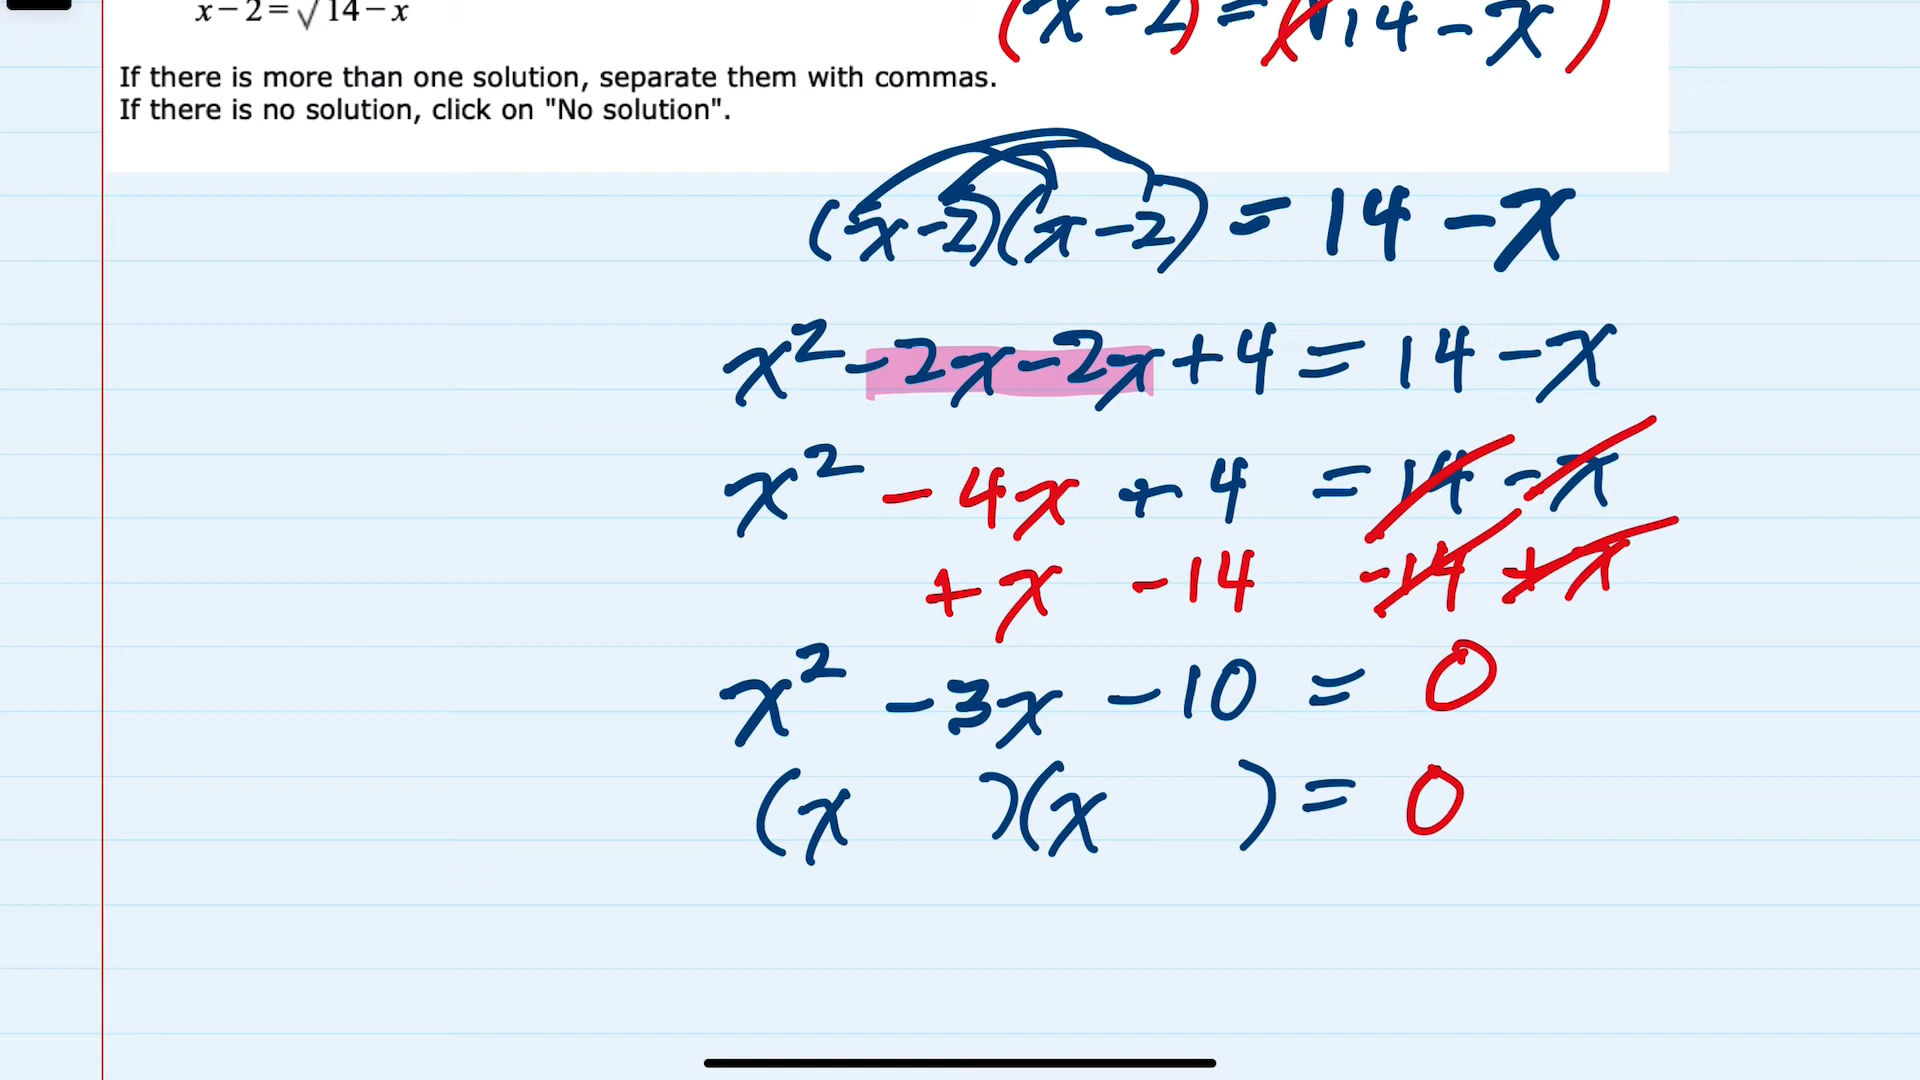 x − 2 = √14 − x
(x − 2) = (√14 − x)
If there is more than one solution, separate them with commas.
If there is no solution, click on "No solution".
(x − 2)(x − 2) = 14 − x
x² − 2x − 2x + 4 = 14 − x
x² − 4x + 4 = 14 − x
+ x − 14 − 14 + x
x² − 3x − 10 = 0
(x )(x ) = 0